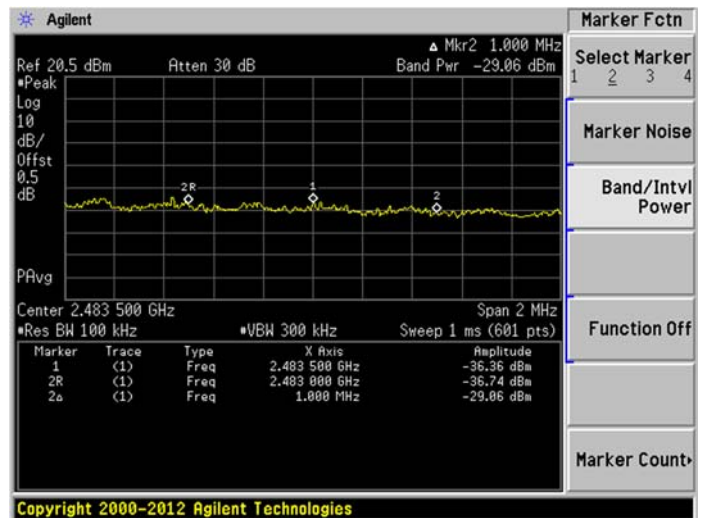 Agilent
Marker Fctn
Δ Mkr2 1.000 MHz
Ref 20.5 dBm Atten 30 dB Band Pwr -29.06 dBm
#Peak
Log
10
dB/
Offst
0.5
dB
2R 1 2
PAvg
Center 2.483 500 GHz Span 2 MHz
#Res BW 100 kHz #VBW 300 kHz Sweep 1 ms (601 pts)
Marker Trace Type X Axis Amplitude
1 (1) Freq 2.483 500 GHz -36.36 dBm
2R (1) Freq 2.483 000 GHz -36.74 dBm
2Δ (1) Freq 1.000 MHz -29.06 dBm
Select Marker
1 2 3 4
Marker Noise
Band/Intvl
Power
Function Off
Marker Count▸
Copyright 2000-2012 Agilent Technologies